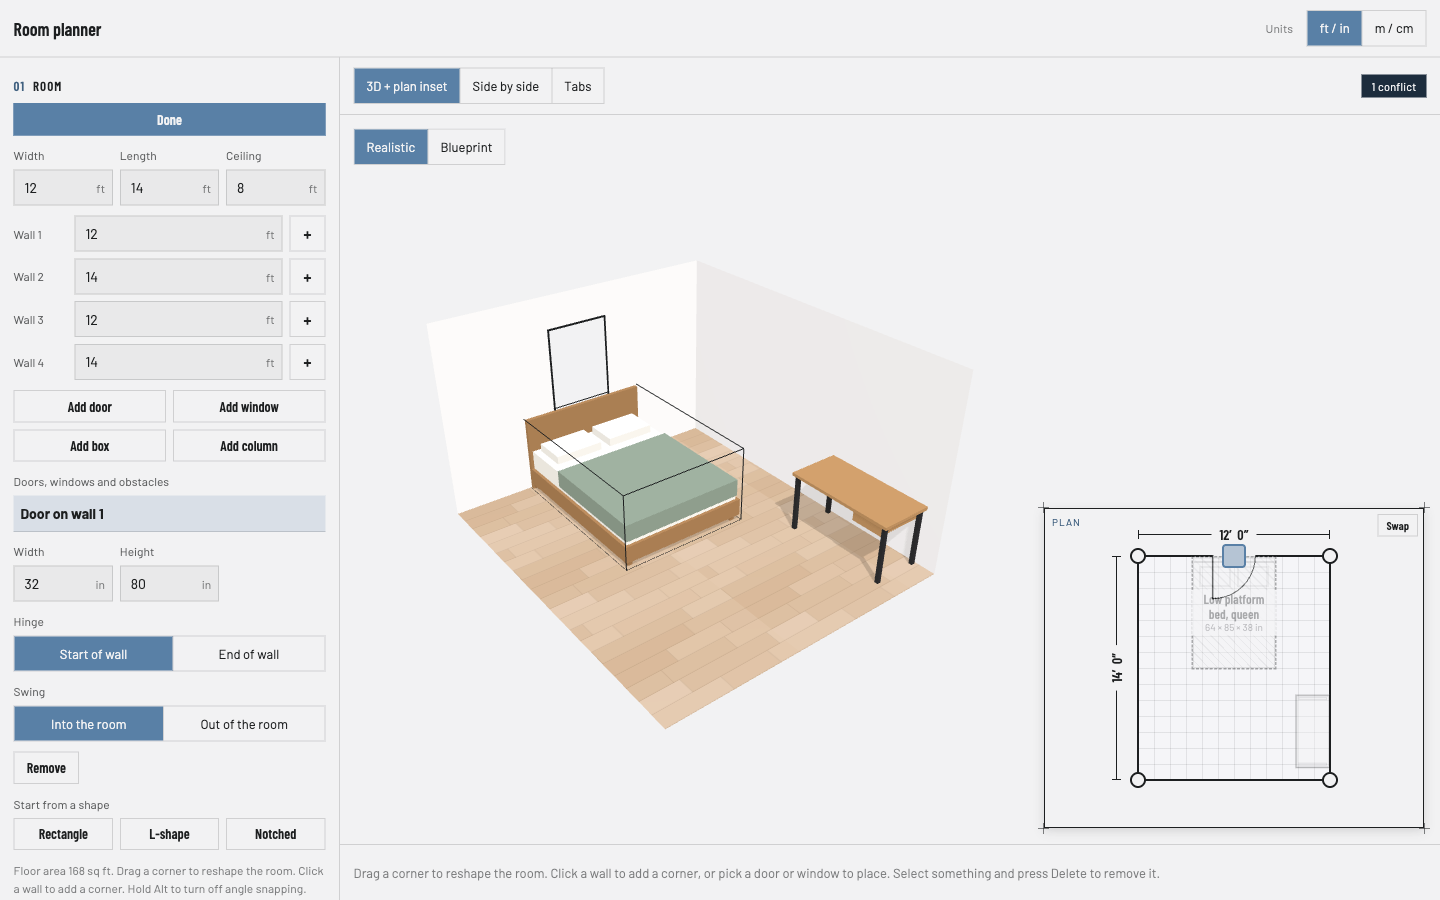 Room planner
Units
ft / in
m / cm
01 ROOM
Done
Width
Length
Ceiling
12 ft
14 ft
8 ft
Wall 1
12 ft
+
Wall 2
14 ft
+
Wall 3
12 ft
+
Wall 4
14 ft
+
Add door
Add window
Add box
Add column
Doors, windows and obstacles
Door on wall 1
Width
Height
32 in
80 in
Hinge
Start of wall
End of wall
Swing
Into the room
Out of the room
Remove
Start from a shape
Rectangle
L-shape
Notched
Floor area 168 sq ft. Drag a corner to reshape the room. Click
a wall to add a corner. Hold Alt to turn off angle snapping.
3D + plan inset
Side by side
Tabs
1 conflict
Realistic
Blueprint
PLAN
Swap
12' 0"
14' 0"
Low platform
bed, queen
64 × 85 × 38 in
Drag a corner to reshape the room. Click a wall to add a corner, or pick a door or window to place. Select something and press Delete to remove it.